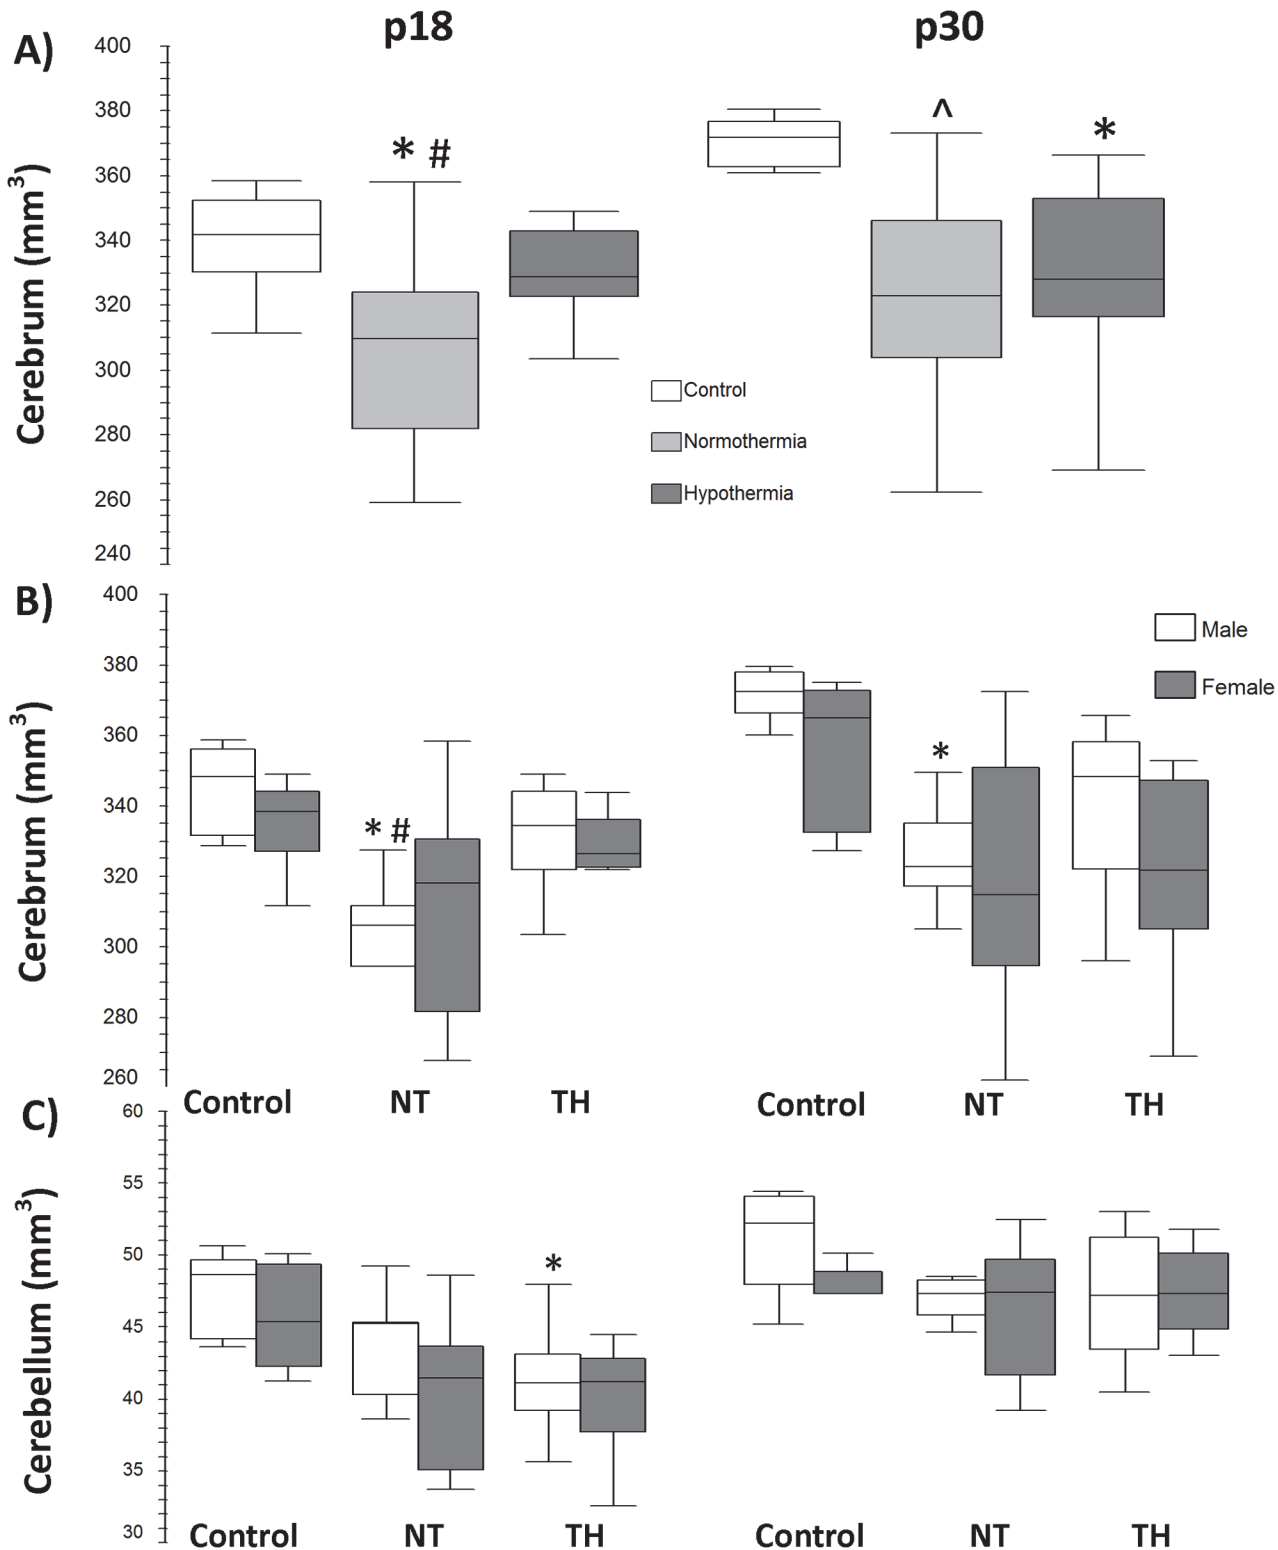 p18 p30
A)
Cerebrum (mm³)
400
380
360
340
320
300
280
260
240
* #
^
*
Control
Normothermia
Hypothermia
B)
Cerebrum (mm³)
400
380
360
340
320
300
280
260
* #
*
Male
Female
Control NT TH Control NT TH
C)
Cerebellum (mm³)
60
55
50
45
40
35
30
*
Control NT TH Control NT TH